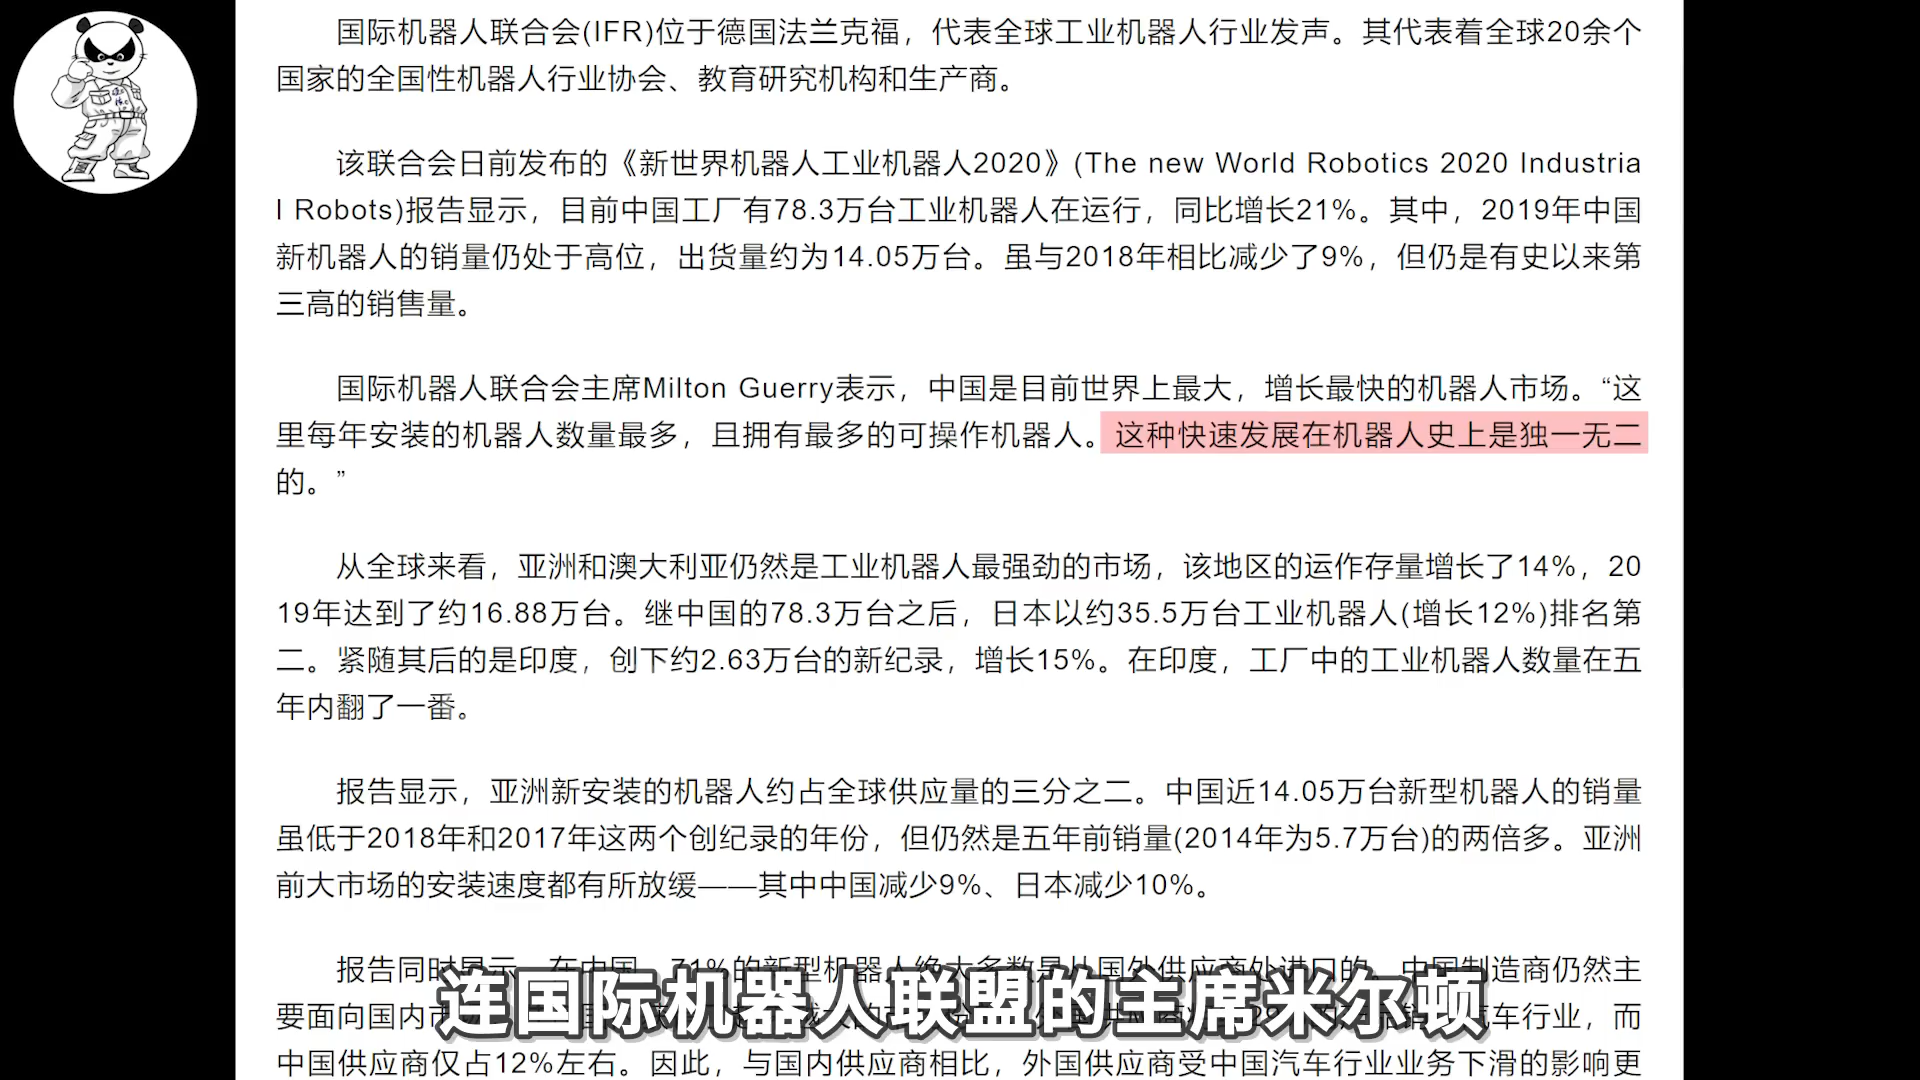 国际机器人联合会(IFR)位于德国法兰克福，代表全球工业机器人行业发声。其代表着全球20余个
国家的全国性机器人行业协会、教育研究机构和生产商。
该联合会日前发布的《新世界机器人工业机器人2020》(The new World Robotics 2020 Industria
l Robots)报告显示，目前中国工厂有78.3万台工业机器人在运行，同比增长21%。其中，2019年中国
新机器人的销量仍处于高位，出货量约为14.05万台。虽与2018年相比减少了9%，但仍是有史以来第
三高的销售量。
国际机器人联合会主席Milton Guerry表示，中国是目前世界上最大，增长最快的机器人市场。“这
里每年安装的机器人数量最多，且拥有最多的可操作机器人。这种快速发展在机器人史上是独一无二
的。”
从全球来看，亚洲和澳大利亚仍然是工业机器人最强劲的市场，该地区的运作存量增长了14%，20
19年达到了约16.88万台。继中国的78.3万台之后，日本以约35.5万台工业机器人(增长12%)排名第
二。紧随其后的是印度，创下约2.63万台的新纪录，增长15%。在印度，工厂中的工业机器人数量在五
年内翻了一番。
报告显示，亚洲新安装的机器人约占全球供应量的三分之二。中国近14.05万台新型机器人的销量
虽低于2018年和2017年这两个创纪录的年份，但仍然是五年前销量(2014年为5.7万台)的两倍多。亚洲
前大市场的安装速度都有所放缓——其中中国减少9%、日本减少10%。
报告同时显示，在中国，71%的新型机器人绝大多数是从国外供应商处进口的。中国制造商仍然主
要面向国内市 汽车行业，而
连国际机器人联盟的主席米尔顿
中国供应商仅占12%左右。因此，与国内供应商相比，外国供应商受中国汽车行业业务下滑的影响更